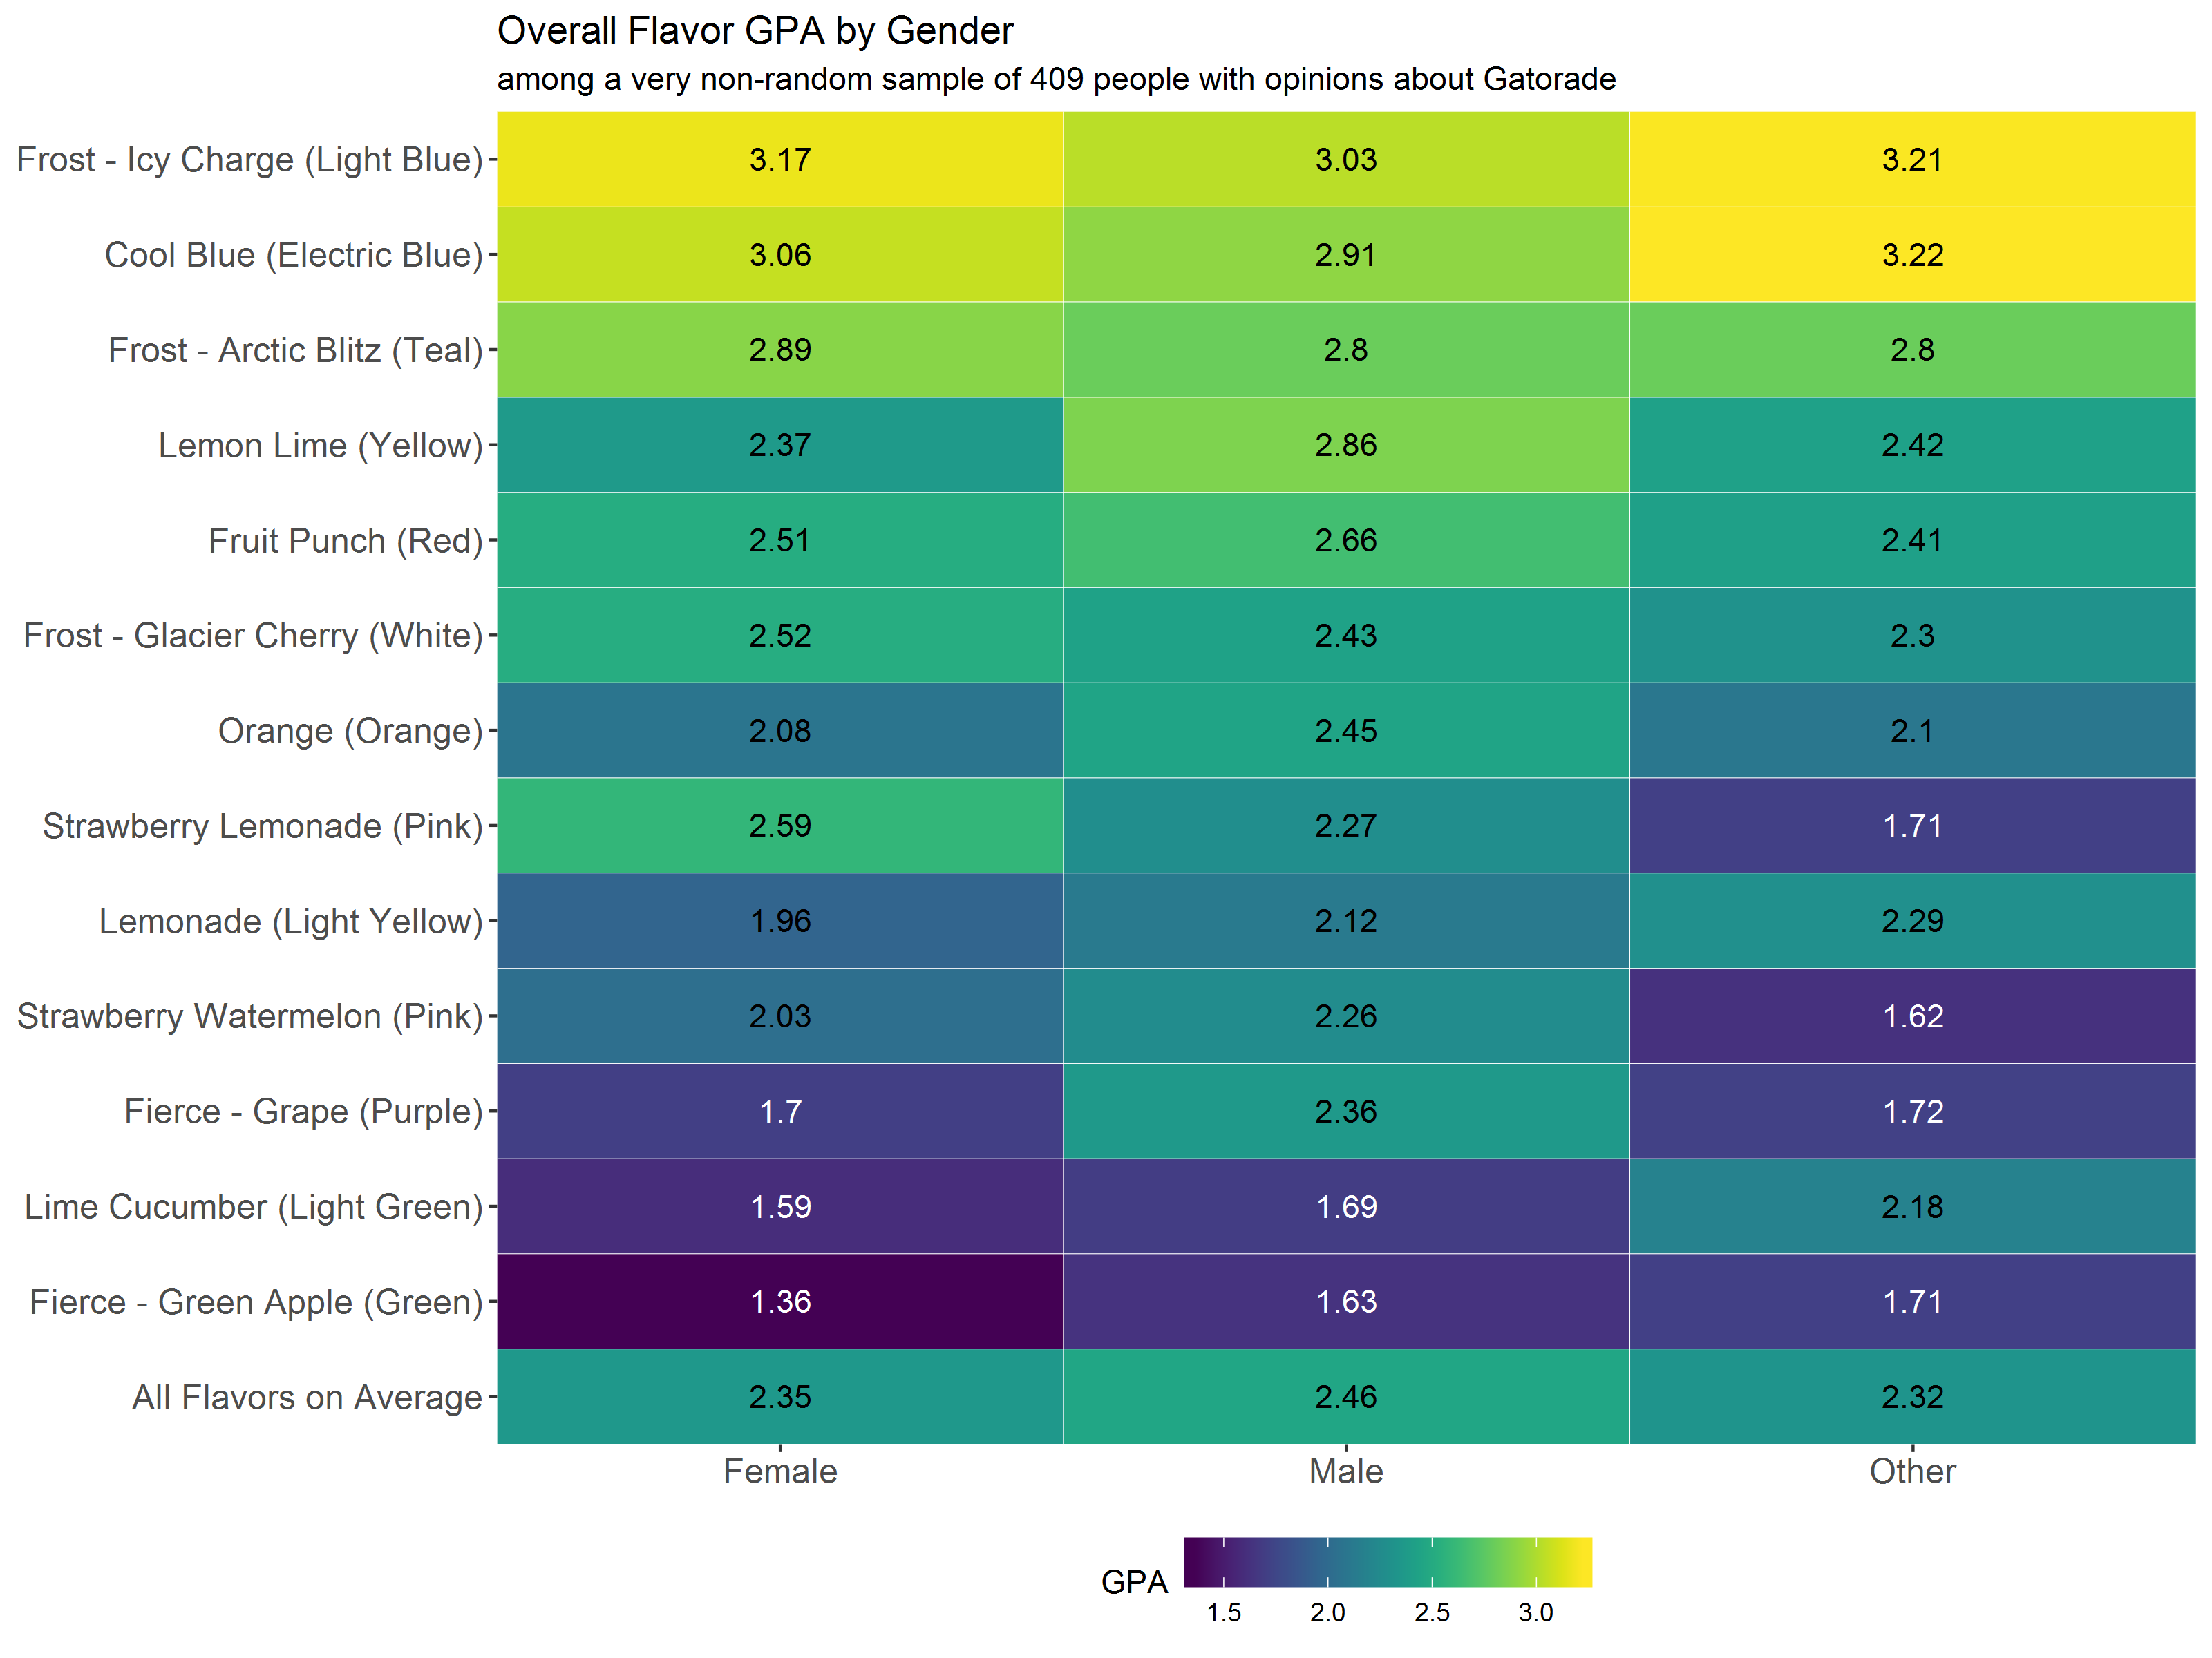 Overall Flavor GPA by Gender
among a very non-random sample of 409 people with opinions about Gatorade
Frost - Icy Charge (Light Blue) 3.17 3.03 3.21
Cool Blue (Electric Blue) 3.06 2.91 3.22
Frost - Arctic Blitz (Teal) 2.89 2.8 2.8
Lemon Lime (Yellow) 2.37 2.86 2.42
Fruit Punch (Red) 2.51 2.66 2.41
Frost - Glacier Cherry (White) 2.52 2.43 2.3
Orange (Orange) 2.08 2.45 2.1
Strawberry Lemonade (Pink) 2.59 2.27 1.71
Lemonade (Light Yellow) 1.96 2.12 2.29
Strawberry Watermelon (Pink) 2.03 2.26 1.62
Fierce - Grape (Purple) 1.7 2.36 1.72
Lime Cucumber (Light Green) 1.59 1.69 2.18
Fierce - Green Apple (Green) 1.36 1.63 1.71
All Flavors on Average 2.35 2.46 2.32
Female Male Other
GPA
1.5 2.0 2.5 3.0